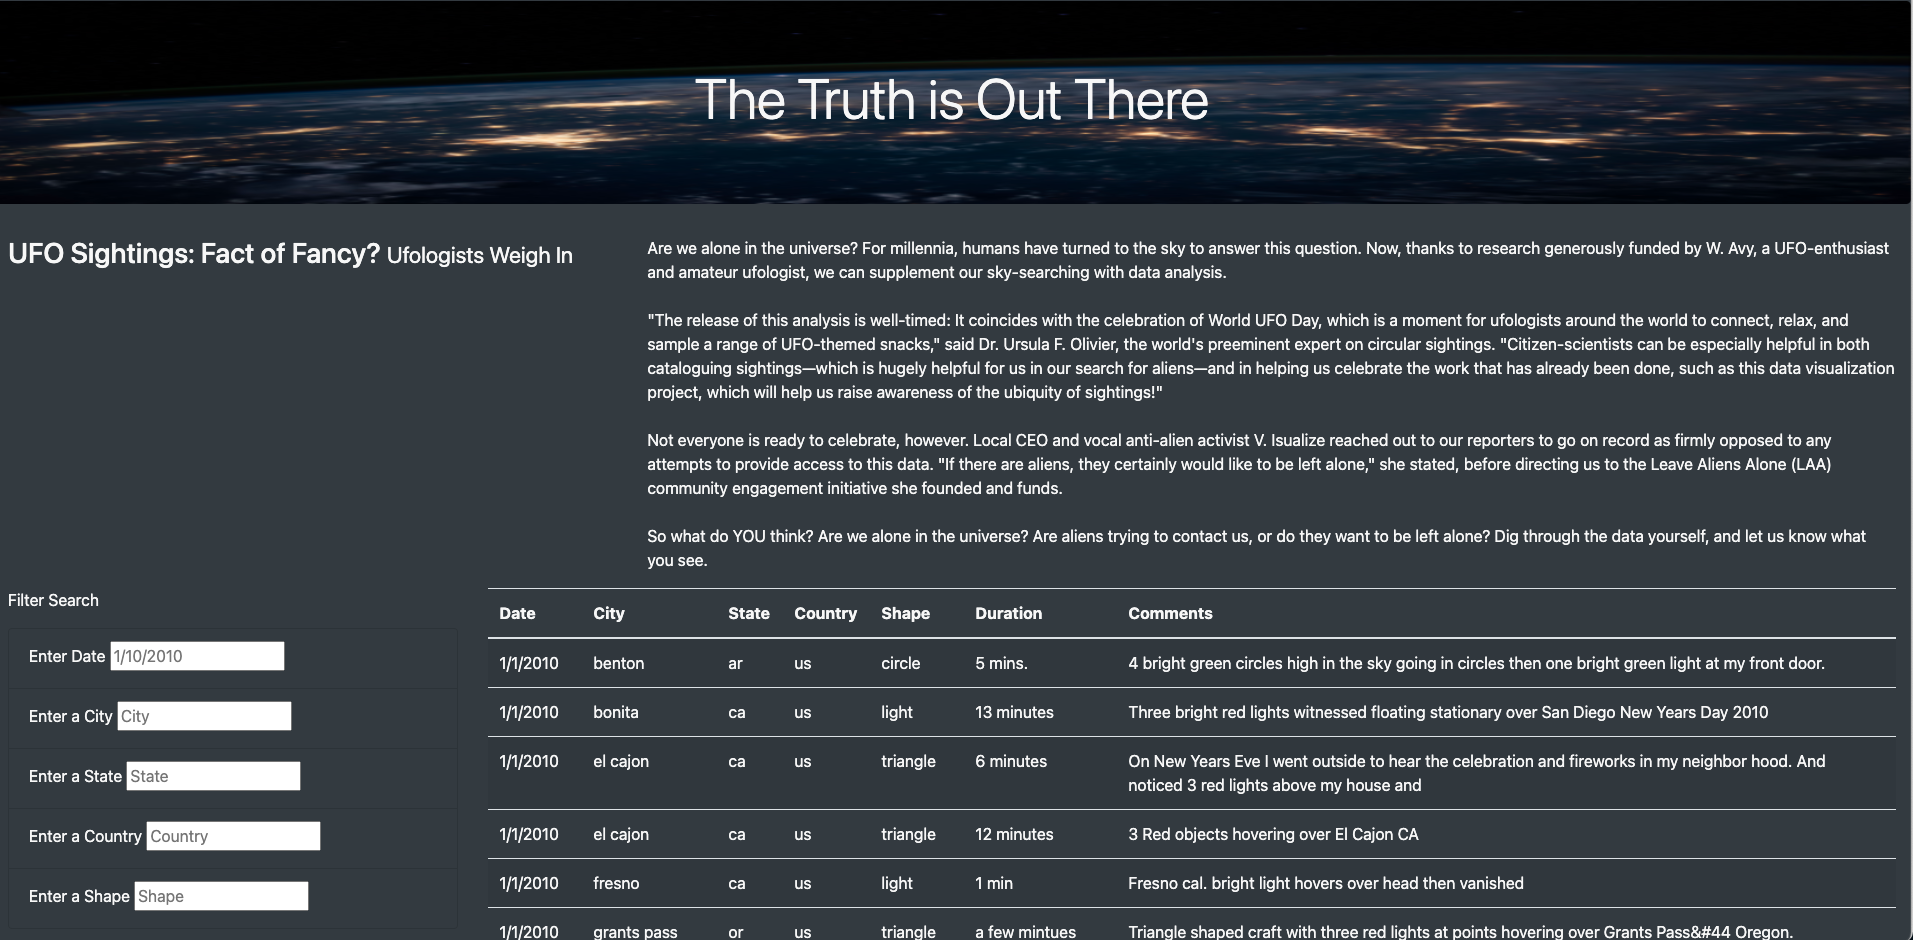 The Truth is Out There
UFO Sightings: Fact of Fancy? Ufologists Weigh In
Are we alone in the universe? For millennia, humans have turned to the sky to answer this question. Now, thanks to research generously funded by W. Avy, a UFO-enthusiast
and amateur ufologist, we can supplement our sky-searching with data analysis.
"The release of this analysis is well-timed: It coincides with the celebration of World UFO Day, which is a moment for ufologists around the world to connect, relax, and
sample a range of UFO-themed snacks," said Dr. Ursula F. Olivier, the world's preeminent expert on circular sightings. "Citizen-scientists can be especially helpful in both
cataloguing sightings—which is hugely helpful for us in our search for aliens—and in helping us celebrate the work that has already been done, such as this data visualization
project, which will help us raise awareness of the ubiquity of sightings!"
Not everyone is ready to celebrate, however. Local CEO and vocal anti-alien activist V. Isualize reached out to our reporters to go on record as firmly opposed to any
attempts to provide access to this data. "If there are aliens, they certainly would like to be left alone," she stated, before directing us to the Leave Aliens Alone (LAA)
community engagement initiative she founded and funds.
So what do YOU think? Are we alone in the universe? Are aliens trying to contact us, or do they want to be left alone? Dig through the data yourself, and let us know what
you see.
Filter Search
Enter Date 1/10/2010
Enter a City City
Enter a State State
Enter a Country Country
Enter a Shape Shape
Date City State Country Shape Duration Comments
1/1/2010 benton ar us circle 5 mins. 4 bright green circles high in the sky going in circles then one bright green light at my front door.
1/1/2010 bonita ca us light 13 minutes Three bright red lights witnessed floating stationary over San Diego New Years Day 2010
1/1/2010 el cajon ca us triangle 6 minutes On New Years Eve I went outside to hear the celebration and fireworks in my neighbor hood. And
noticed 3 red lights above my house and
1/1/2010 el cajon ca us triangle 12 minutes 3 Red objects hovering over El Cajon CA
1/1/2010 fresno ca us light 1 min Fresno cal. bright light hovers over head then vanished
1/1/2010 grants pass or us triangle a few mintues Triangle shaped craft with three red lights at points hovering over Grants Pass&#44 Oregon.